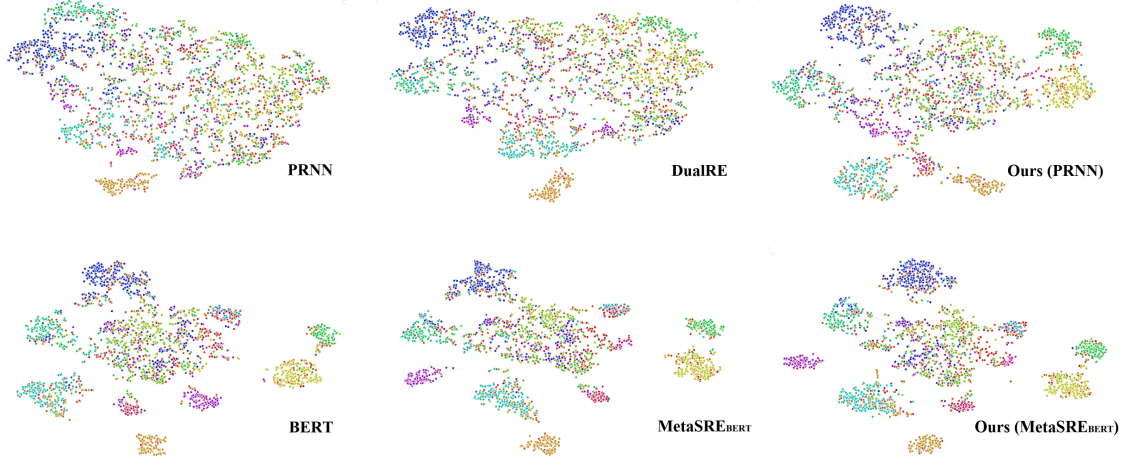 PRNN
DualRE
Ours (PRNN)
BERT
MetaSREBERT
Ours (MetaSREBERT)